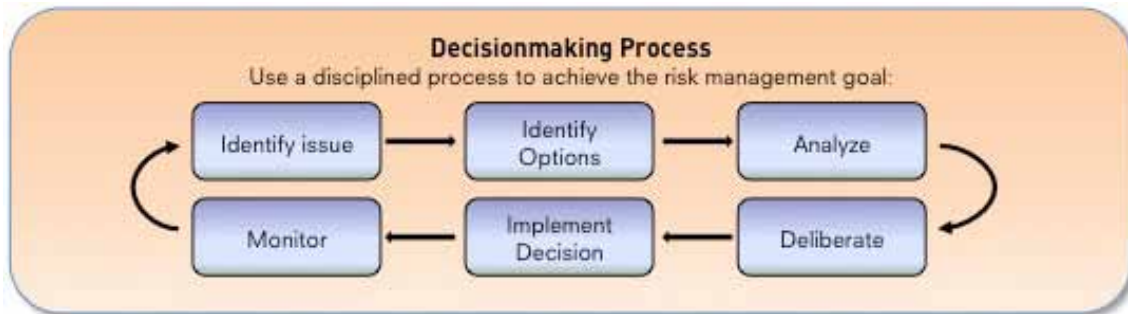 Decisionmaking Process
Use a disciplined process to achieve the risk management goal:
Identify issue
Identify
Options
Analyze
Deliberate
Implement
Decision
Monitor